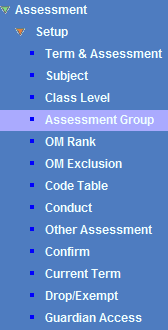 Assessment
Setup
Term & Assessment
Subject
Class Level
Assessment Group
OM Rank
OM Exclusion
Code Table
Conduct
Other Assessment
Confirm
Current Term
Drop/Exempt
Guardian Access